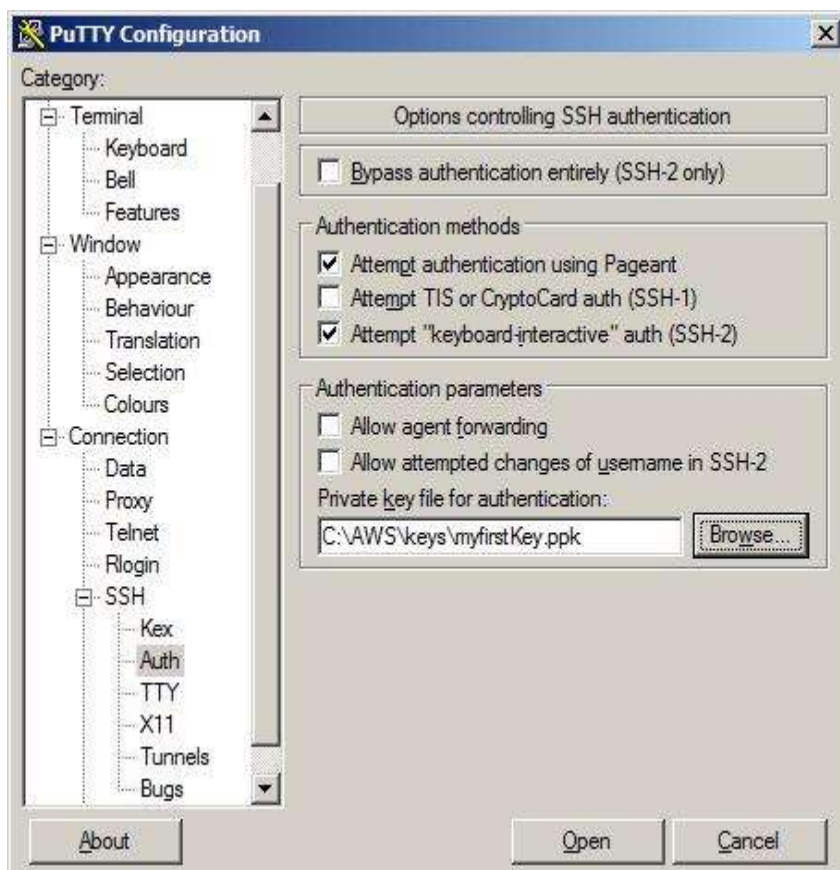 PuTTY Configuration
Category:
Terminal
Keyboard
Bell
Features
Window
Appearance
Behaviour
Translation
Selection
Colours
Connection
Data
Proxy
Telnet
Rlogin
SSH
Kex
Auth
TTY
X11
Tunnels
Bugs
Options controlling SSH authentication
Bypass authentication entirely (SSH-2 only)
Authentication methods
Attempt authentication using Pageant
Attempt TIS or CryptoCard auth (SSH-1)
Attempt "keyboard-interactive" auth (SSH-2)
Authentication parameters
Allow agent forwarding
Allow attempted changes of username in SSH-2
Private key file for authentication:
C:\AWS\keys\myfirstKey.ppk
Browse...
About
Open
Cancel